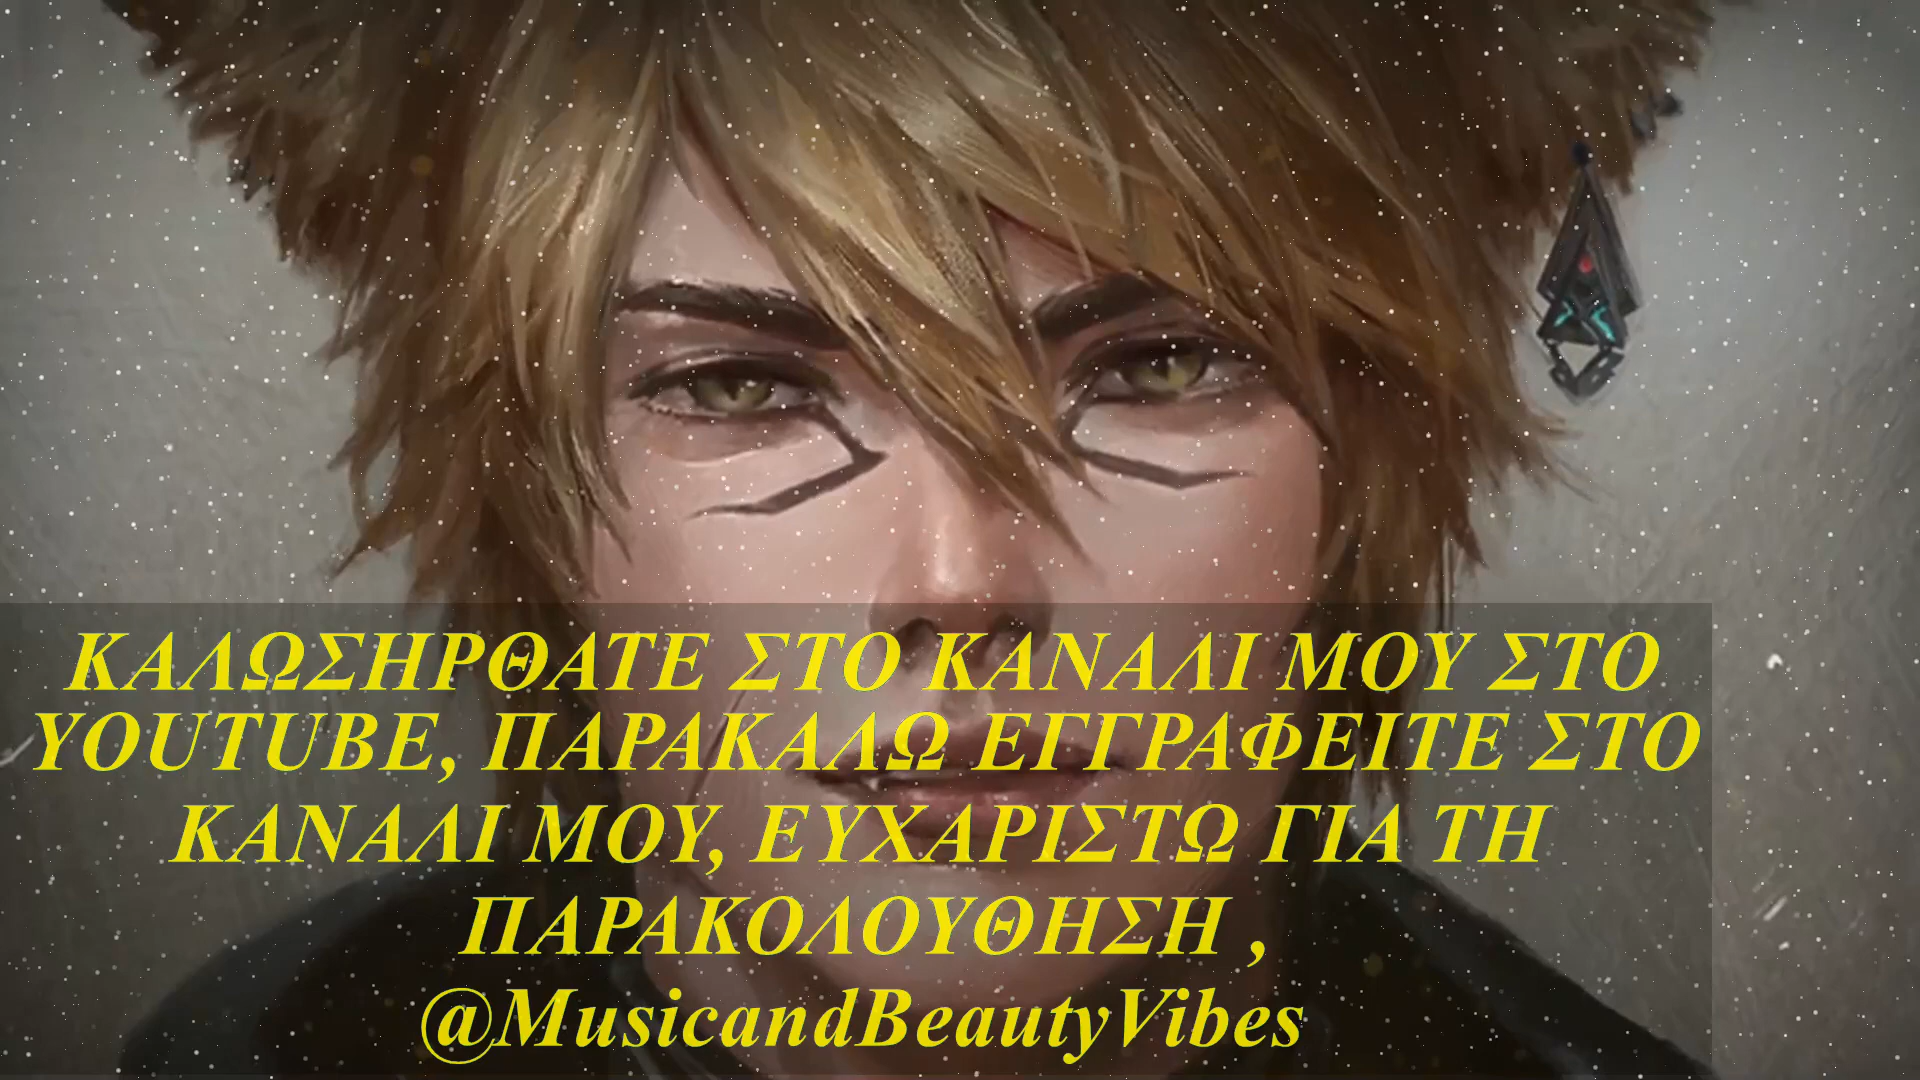 ΚΑΛΩΣΗΡΘΑΤΕ ΣΤΟ ΚΑΝΑΛΙ ΜΟΥ ΣΤΟ
YOUTUBE, ΠΑΡΑΚΑΛΩ ΕΓΓΡΑΦΕΙΤΕ ΣΤΟ
ΚΑΝΑΛΙ ΜΟΥ, ΕΥΧΑΡΙΣΤΩ ΓΙΑ ΤΗ
ΠΑΡΑΚΟΛΟΥΘΗΣΗ ,
@MusicandBeautyVibes